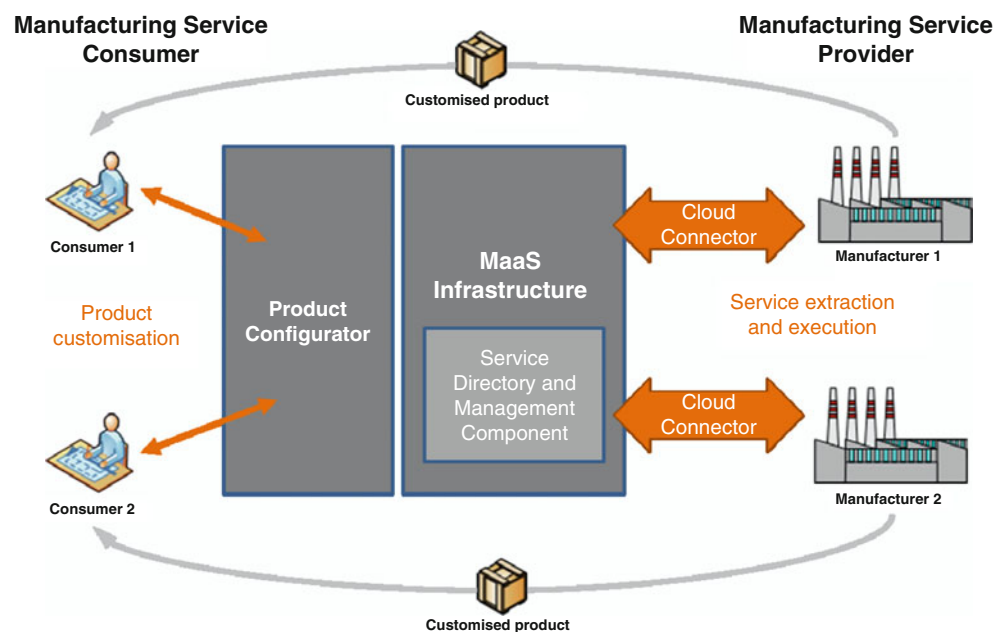 Manufacturing Service
Consumer
Manufacturing Service
Provider
Customised product
Consumer 1
Cloud
Connector
Manufacturer 1
MaaS
Infrastructure
Product
customisation
Product
Configurator
Service extraction
and execution
Service
Directory and
Management
Component
Cloud
Connector
Consumer 2
Manufacturer 2
Customised product